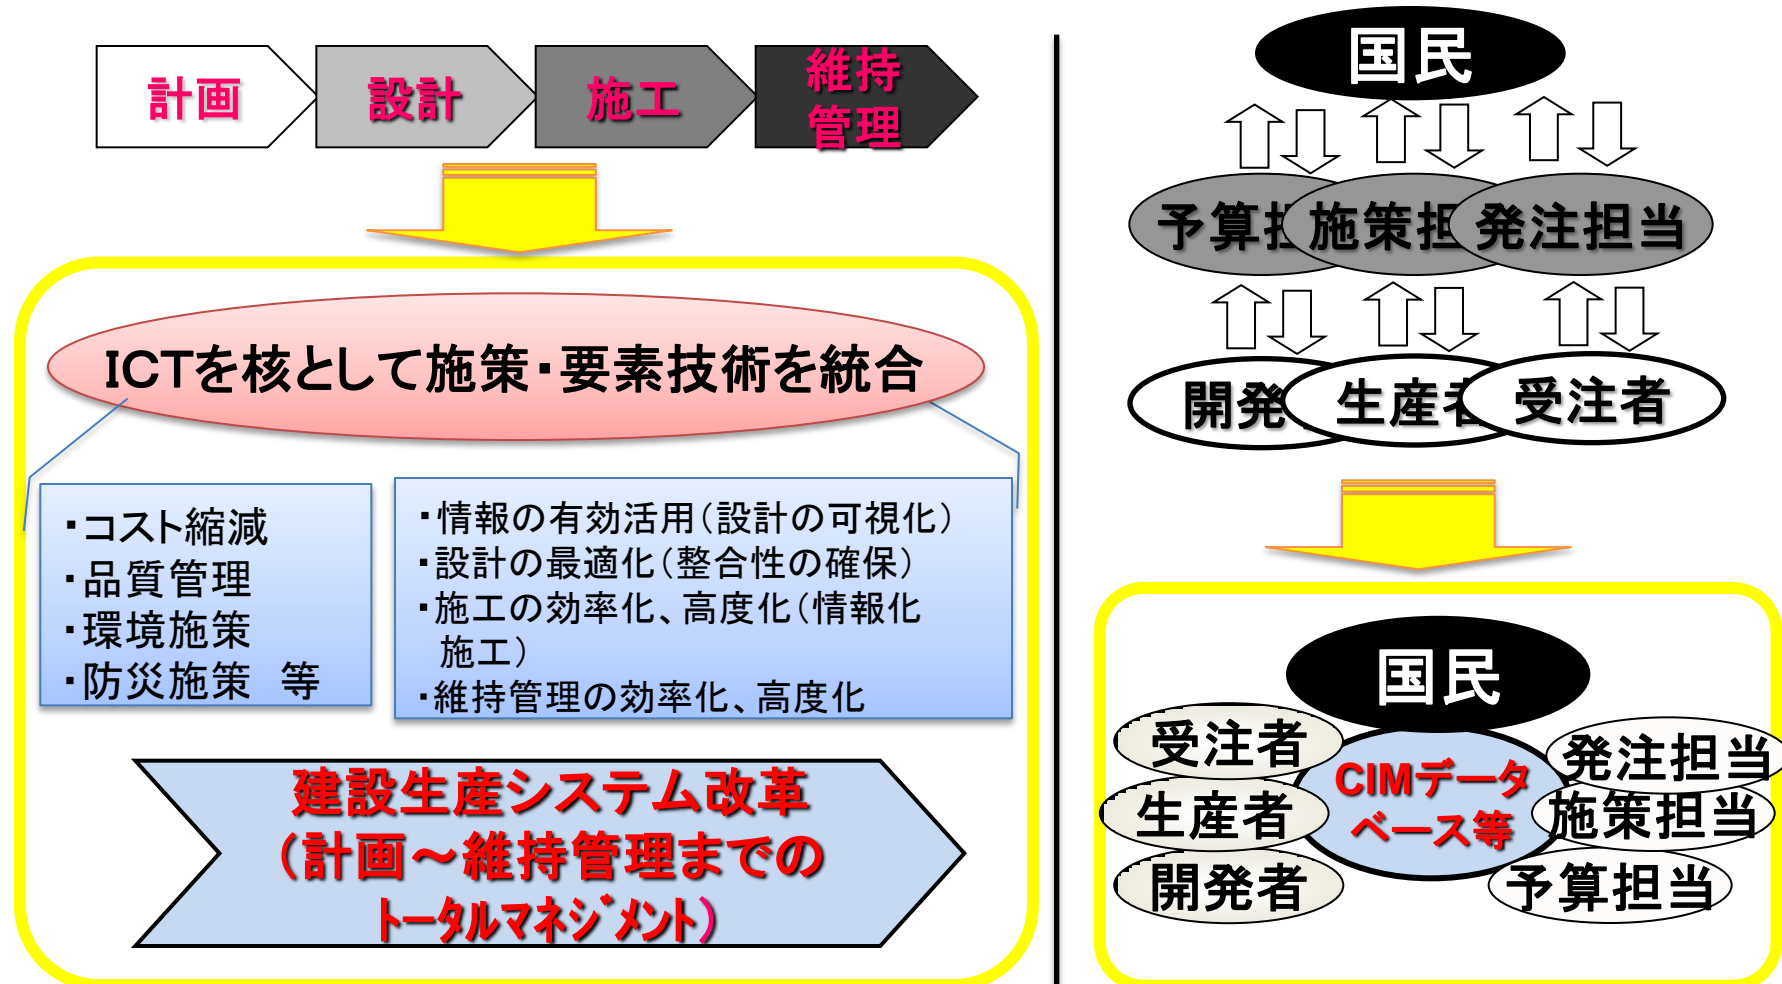 計画
設計
施工
維持
管理
ICTを核として施策・要素技術を統合
・コスト縮減
・品質管理
・環境施策
・防災施策　等
・情報の有効活用（設計の可視化）
・設計の最適化（整合性の確保）
・施工の効率化、高度化（情報化
施工）
・維持管理の効率化、高度化
建設生産システム改革
（計画～維持管理までの
トータルマネジメント）
国民
予算担
施策担
発注担当
開発
生産者
受注者
国民
受注者
生産者
開発者
CIMデータ
ベース等
発注担当
施策担当
予算担当